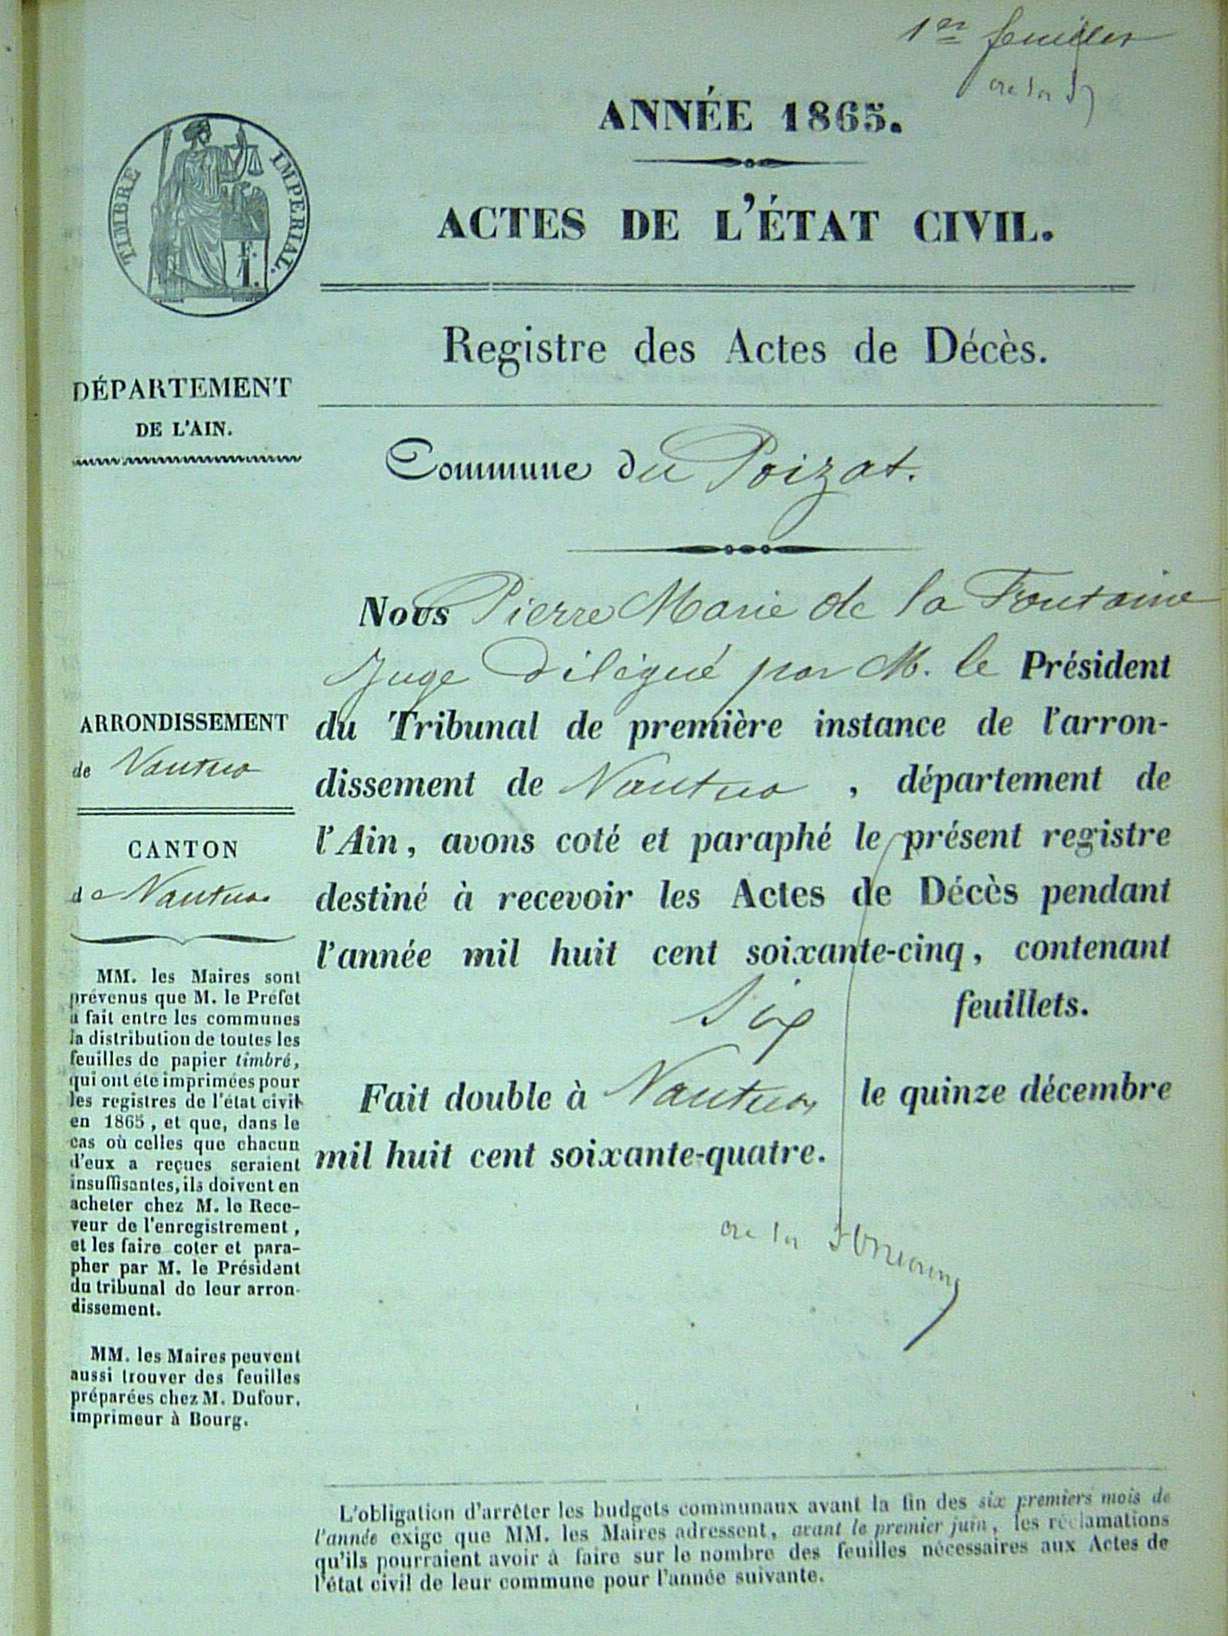 1er feuillet
ANNÉE 1865.
TIMBRE IMPERIAL.
1.
ACTES DE L'ÉTAT CIVIL.
Registre des Actes de Décès.
DÉPARTEMENT
DE L'AIN.
Commune du Poizat.
Nous Pierre Marie de la Fontaine
Juge délégué par M. le Président
du Tribunal de première instance de l'arron-
dissement de Nantua, département de
l'Ain, avons coté et paraphé le présent registre
destiné à recevoir les Actes de Décès pendant
l'année mil huit cent soixante-cinq, contenant
Six feuillets.
Fait double à Nantua, le quinze décembre
mil huit cent soixante-quatre.
de la
ARRONDISSEMENT
de Nantua
CANTON
de Nantua
MM. les Maires sont
prévenus que M. le Préfet
a fait entre les communes
la distribution de toutes les
feuilles de papier timbré,
qui ont été imprimées pour
les registres de l'état civil
en 1865, et que, dans le
cas où celles que chacun
d'eux a reçues seraient
insuffisantes, ils doivent en
acheter chez M. le Rece-
veur de l'enregistrement,
et les faire coter et para-
pher par M. le Président
du tribunal de leur arron-
dissement.
MM. les Maires peuvent
aussi trouver des feuilles
préparées chez M. Dufour,
imprimeur à Bourg.
L'obligation d'arrêter les budgets communaux avant la fin des six premiers mois de
l'année exige que MM. les Maires adressent, avant le premier juin, les réclamations
qu'ils pourraient avoir à faire sur le nombre des feuilles nécessaires aux Actes de
l'état civil de leur commune pour l'année suivante.